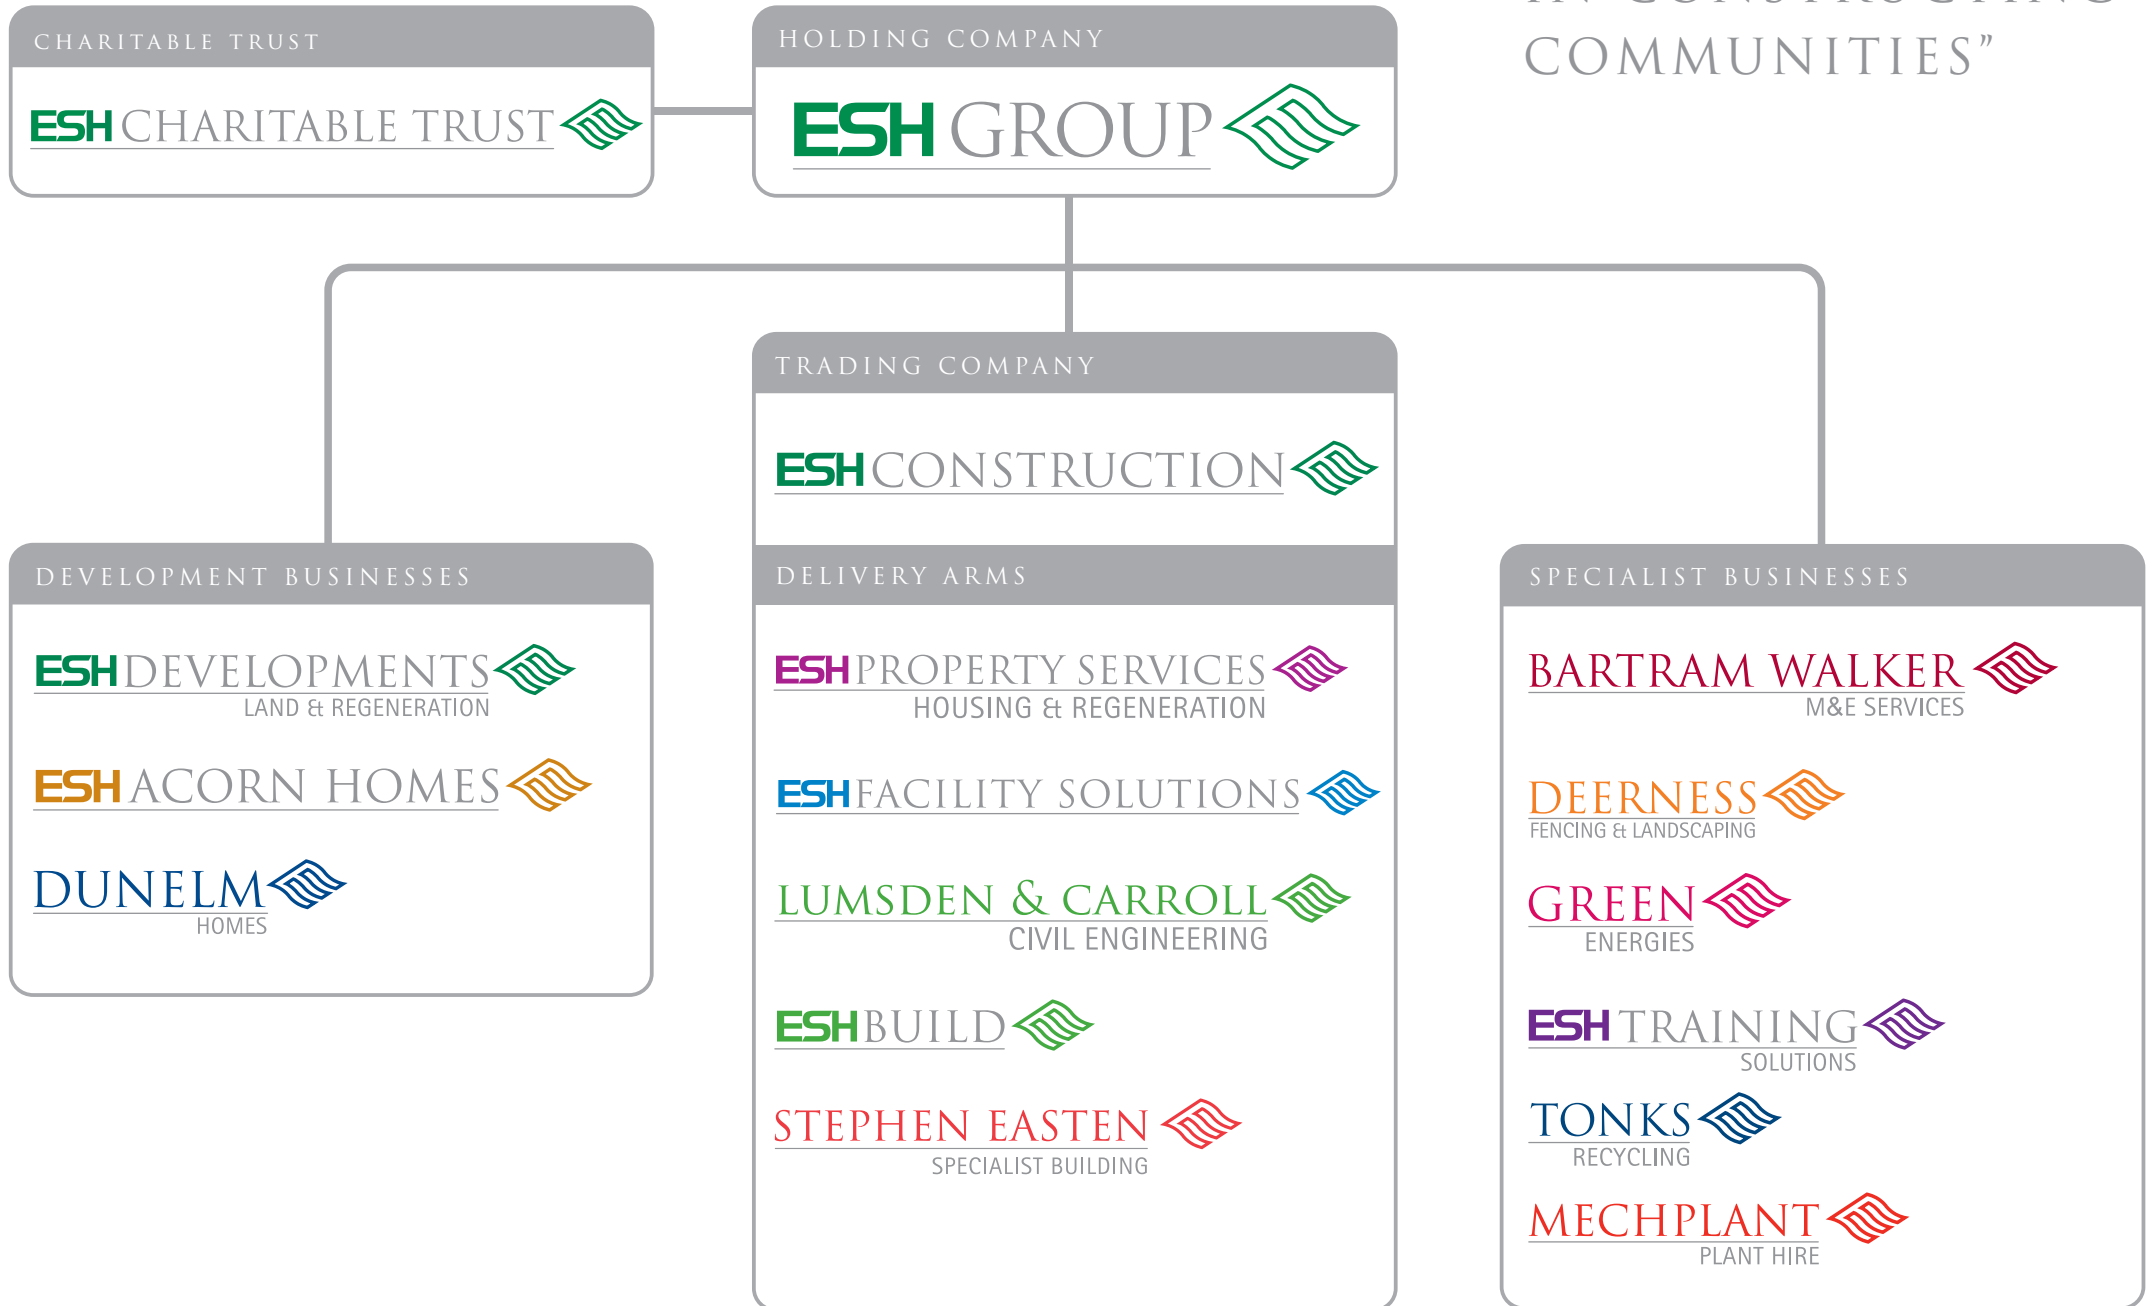 IN CONSTRUCTING
COMMUNITIES”
CHARITABLE TRUST
ESH CHARITABLE TRUST
HOLDING COMPANY
ESH GROUP
TRADING COMPANY
ESH CONSTRUCTION
DEVELOPMENT BUSINESSES
ESH DEVELOPMENTS
LAND & REGENERATION
ESH ACORN HOMES
DUNELM
HOMES
DELIVERY ARMS
ESH PROPERTY SERVICES
HOUSING & REGENERATION
ESH FACILITY SOLUTIONS
LUMSDEN & CARROLL
CIVIL ENGINEERING
ESH BUILD
STEPHEN EASTEN
SPECIALIST BUILDING
SPECIALIST BUSINESSES
BARTRAM WALKER
M&E SERVICES
DEERNESS
FENCING & LANDSCAPING
GREEN
ENERGIES
ESH TRAINING
SOLUTIONS
TONKS
RECYCLING
MECHPLANT
PLANT HIRE